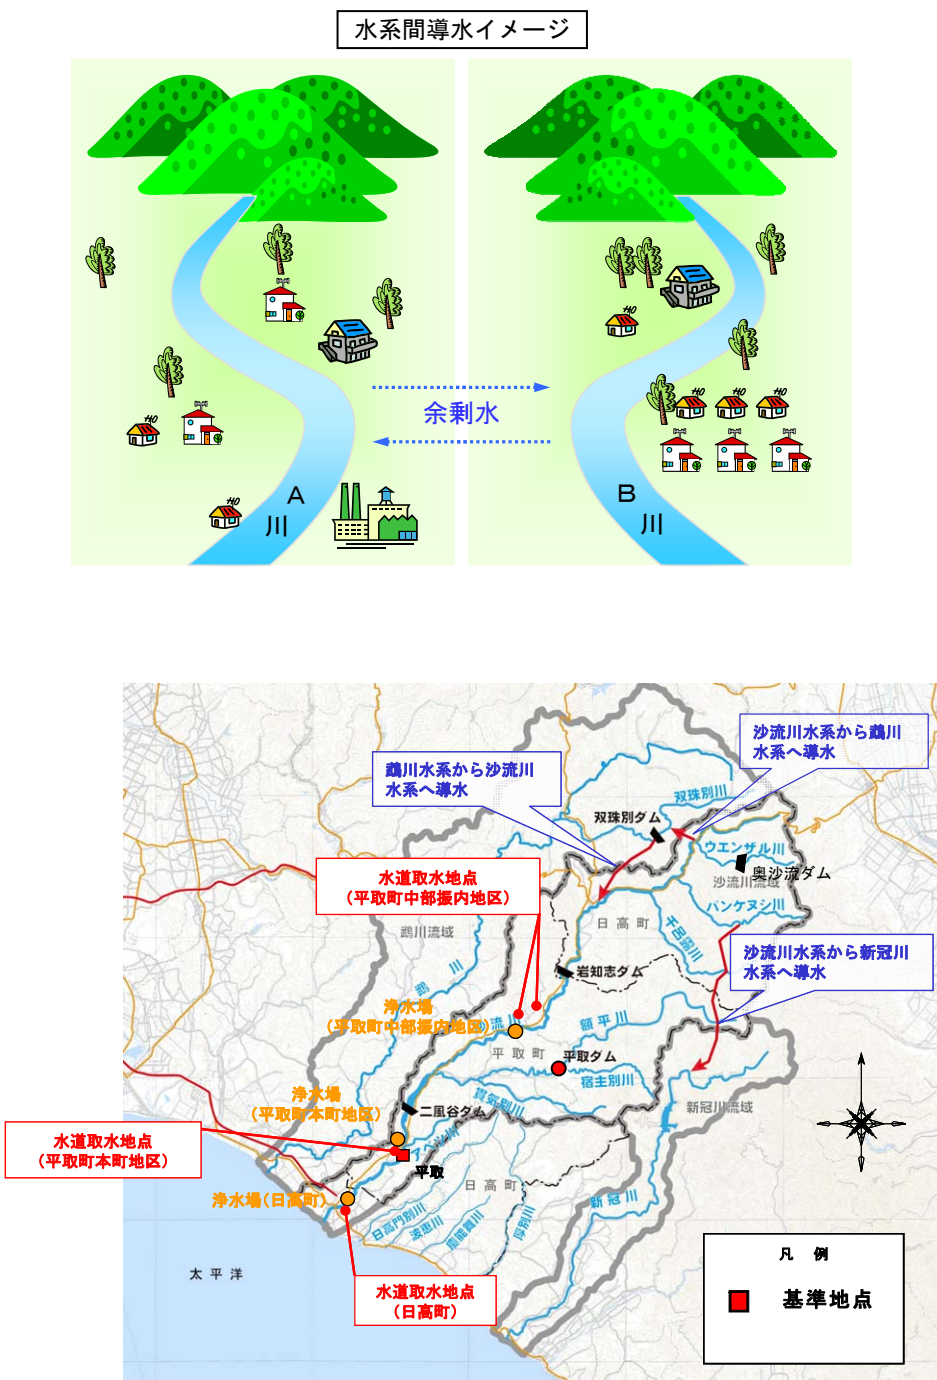 水系間導水イメージ
余剰水
A
川
B
川
沙流川水系から鵡川
水系へ導水
鵡川水系から沙流川
水系へ導水
双珠別川
双珠別ダム
ウエンザル川
奥沙流ダム
沙流川流域
パンケヌシ川
水道取水地点
(平取町中部振内地区)
日高町
千呂露川
鵡川流域
沙流川水系から新冠川
水系へ導水
岩知志ダム
鵡川
浄水場
(平取町中部振内地区)
流川
額平川
平取町
平取ダム
宿主別川
浄水場
(平取町本町地区)
二風谷ダム
貫気別川
新冠川流域
水道取水地点
(平取町本町地区)
平取
日高町
浄水場(日高町)
新冠川
日高門別川
波恵川
慶能舞川
厚別川
太平洋
水道取水地点
(日高町)
凡例
基準地点